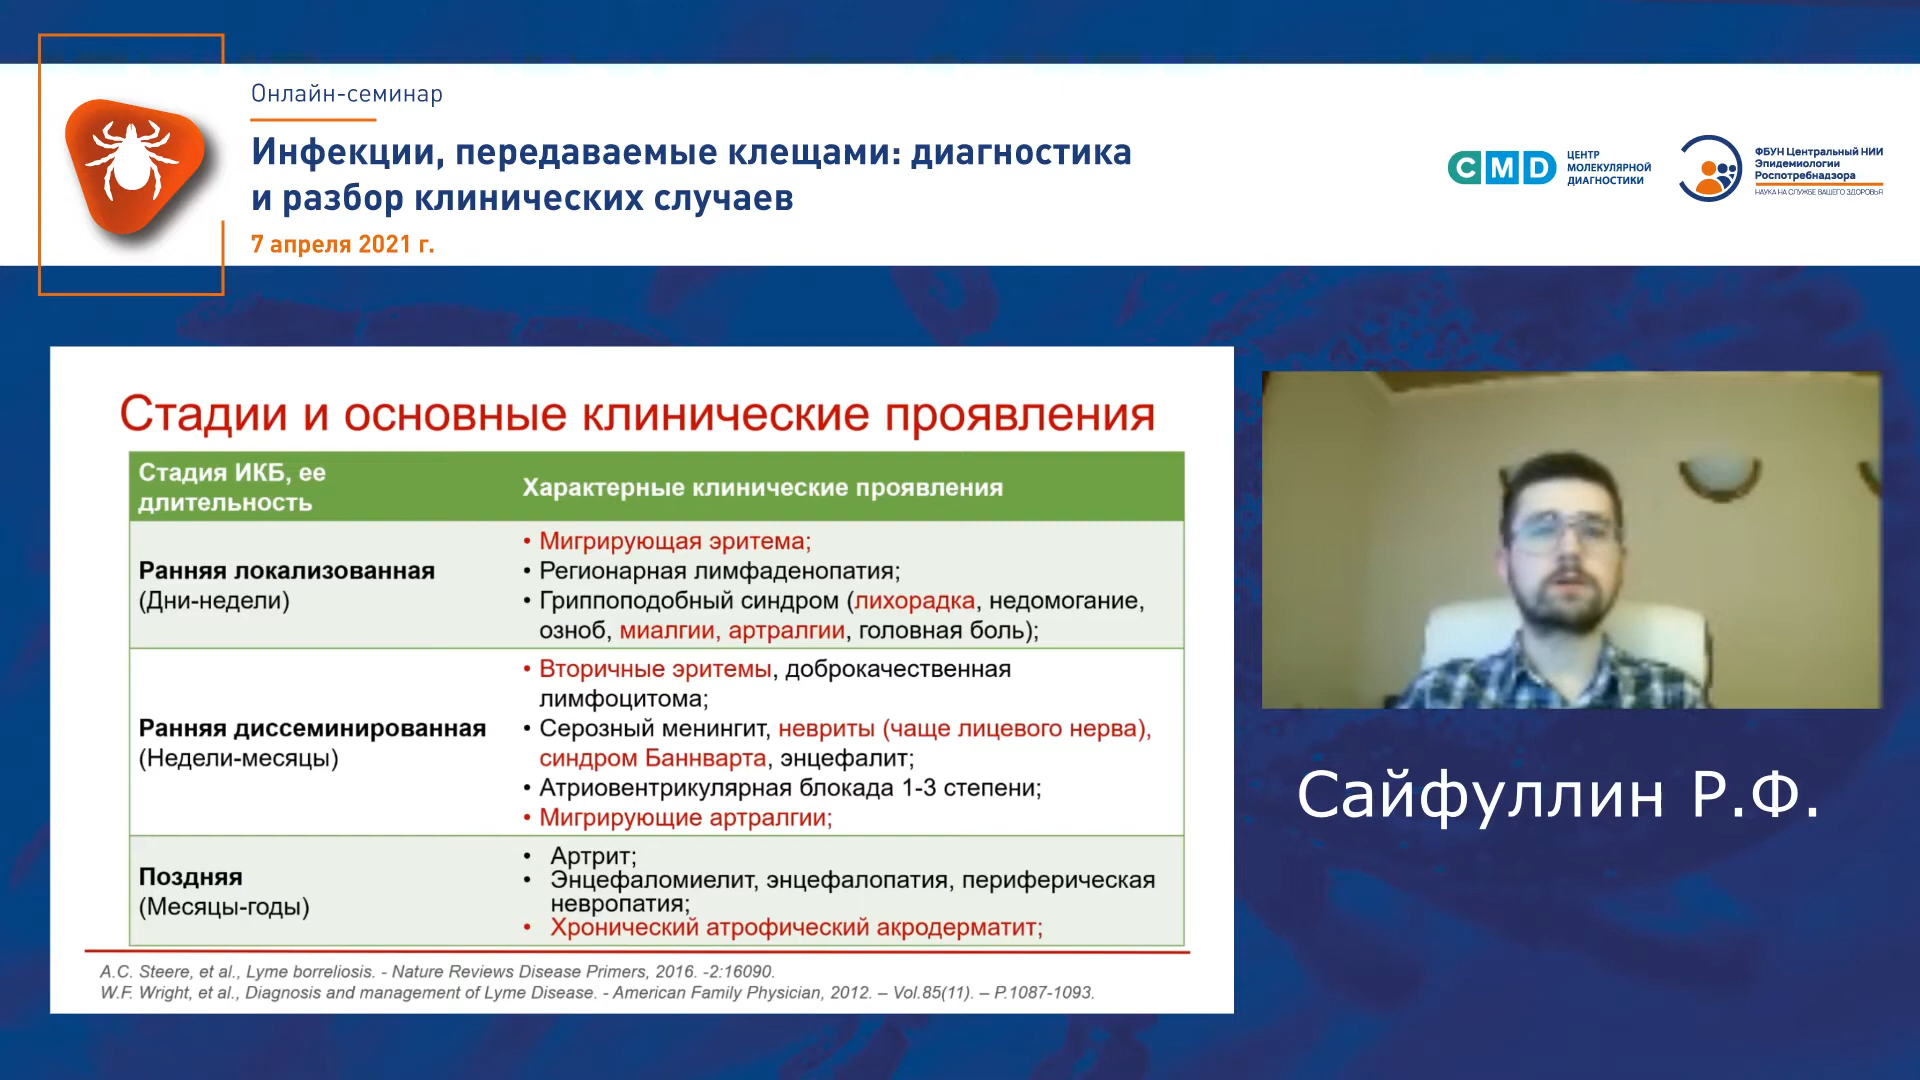 Онлайн-семинар
Инфекции, передаваемые клещами: диагностика
и разбор клинических случаев
7 апреля 2021 г.
CMD
ЦЕНТР
МОЛЕКУЛЯРНОЙ
ДИАГНОСТИКИ
ФБУН Центральный НИИ
Эпидемиологии
Роспотребнадзора
НАУКА НА СЛУЖБЕ ВАШЕГО ЗДОРОВЬЯ
Стадии и основные клинические проявления
Стадия ИКБ, ее
длительность
Характерные клинические проявления
Ранняя локализованная
(Дни-недели)
• Мигрирующая эритема;
• Регионарная лимфаденопатия;
• Гриппоподобный синдром (лихорадка, недомогание,
озноб, миалгии, артралгии, головная боль);
Ранняя диссеминированная
(Недели-месяцы)
• Вторичные эритемы, доброкачественная
лимфоцитома;
• Серозный менингит, невриты (чаще лицевого нерва),
синдром Баннварта, энцефалит;
• Атриовентрикулярная блокада 1-3 степени;
• Мигрирующие артралгии;
Поздняя
(Месяцы-годы)
• Артрит;
• Энцефаломиелит, энцефалопатия, периферическая
невропатия;
• Хронический атрофический акродерматит;
A.C. Steere, et al., Lyme borreliosis. - Nature Reviews Disease Primers, 2016. -2:16090.
W.F. Wright, et al., Diagnosis and management of Lyme Disease. - American Family Physician, 2012. – Vol.85(11). – P.1087-1093.
Сайфуллин Р.Ф.